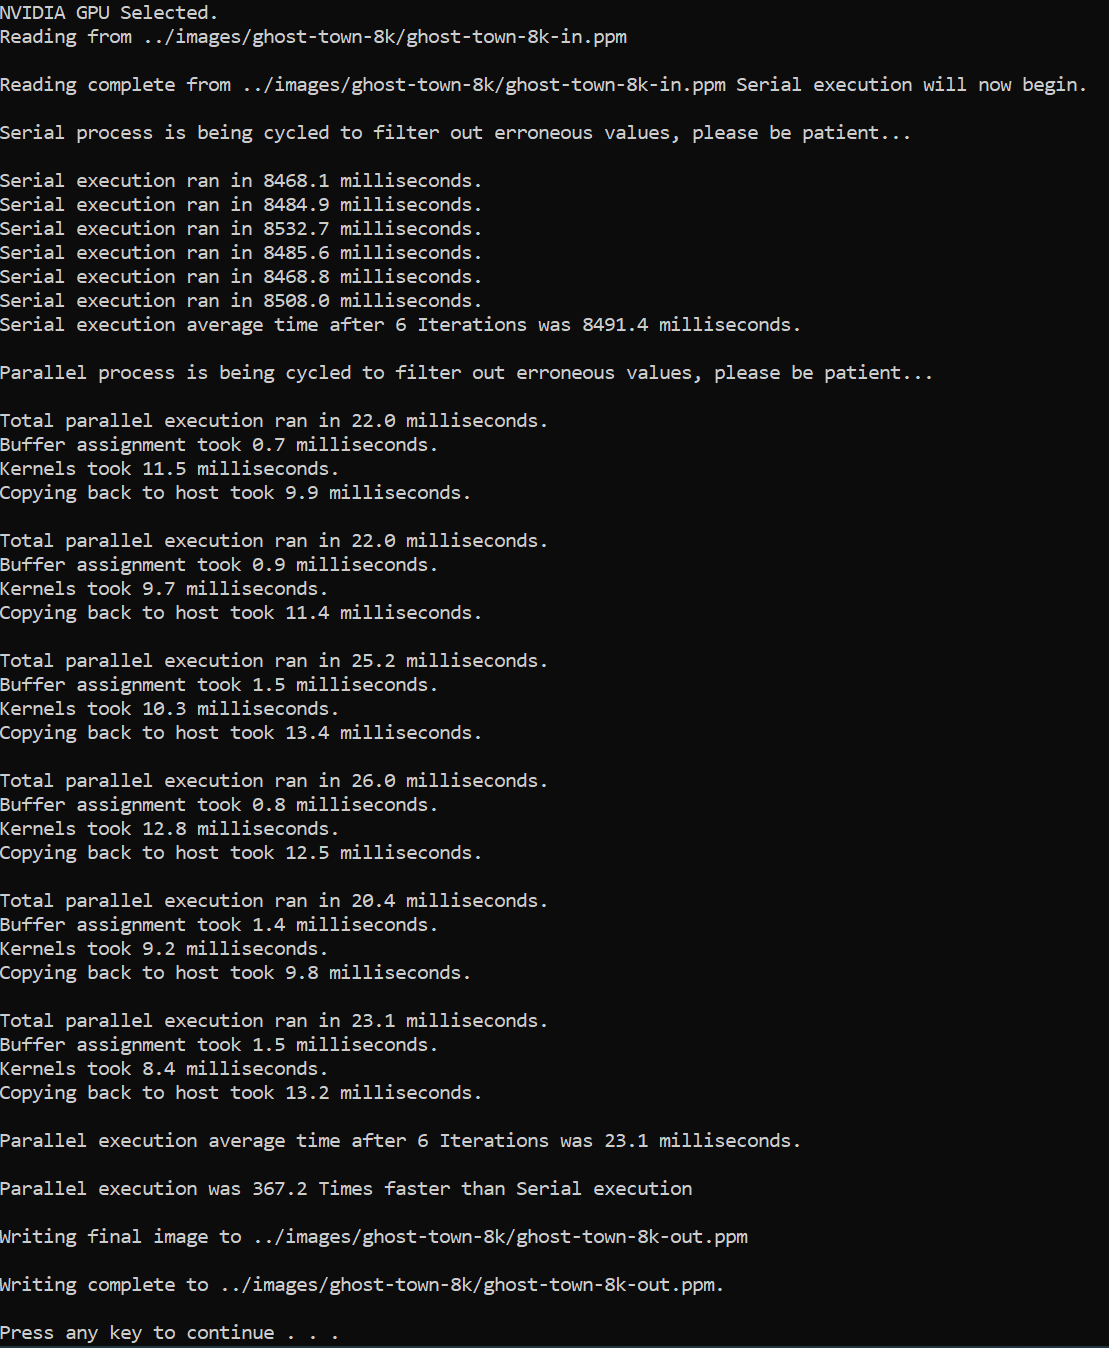 NVIDIA GPU Selected.
Reading from ../images/ghost-town-8k/ghost-town-8k-in.ppm
Reading complete from ../images/ghost-town-8k/ghost-town-8k-in.ppm Serial execution will now begin.
Serial process is being cycled to filter out erroneous values, please be patient...
Serial execution ran in 8468.1 milliseconds.
Serial execution ran in 8484.9 milliseconds.
Serial execution ran in 8532.7 milliseconds.
Serial execution ran in 8485.6 milliseconds.
Serial execution ran in 8468.8 milliseconds.
Serial execution ran in 8508.0 milliseconds.
Serial execution average time after 6 Iterations was 8491.4 milliseconds.
Parallel process is being cycled to filter out erroneous values, please be patient...
Total parallel execution ran in 22.0 milliseconds.
Buffer assignment took 0.7 milliseconds.
Kernels took 11.5 milliseconds.
Copying back to host took 9.9 milliseconds.
Total parallel execution ran in 22.0 milliseconds.
Buffer assignment took 0.9 milliseconds.
Kernels took 9.7 milliseconds.
Copying back to host took 11.4 milliseconds.
Total parallel execution ran in 25.2 milliseconds.
Buffer assignment took 1.5 milliseconds.
Kernels took 10.3 milliseconds.
Copying back to host took 13.4 milliseconds.
Total parallel execution ran in 26.0 milliseconds.
Buffer assignment took 0.8 milliseconds.
Kernels took 12.8 milliseconds.
Copying back to host took 12.5 milliseconds.
Total parallel execution ran in 20.4 milliseconds.
Buffer assignment took 1.4 milliseconds.
Kernels took 9.2 milliseconds.
Copying back to host took 9.8 milliseconds.
Total parallel execution ran in 23.1 milliseconds.
Buffer assignment took 1.5 milliseconds.
Kernels took 8.4 milliseconds.
Copying back to host took 13.2 milliseconds.
Parallel execution average time after 6 Iterations was 23.1 milliseconds.
Parallel execution was 367.2 Times faster than Serial execution
Writing final image to ../images/ghost-town-8k/ghost-town-8k-out.ppm
Writing complete to ../images/ghost-town-8k/ghost-town-8k-out.ppm.
Press any key to continue . . .